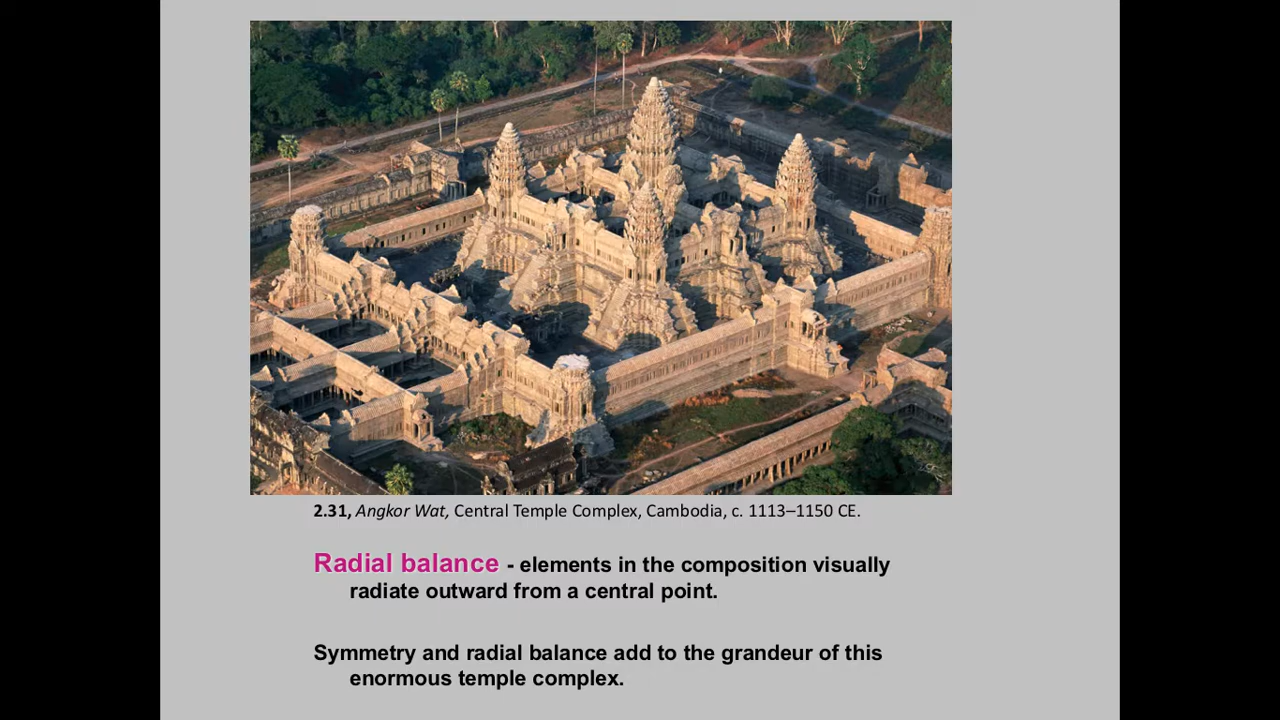 2.31, Angkor Wat, Central Temple Complex, Cambodia, c. 1113–1150 CE.
Radial balance - elements in the composition visually
radiate outward from a central point.
Symmetry and radial balance add to the grandeur of this
enormous temple complex.